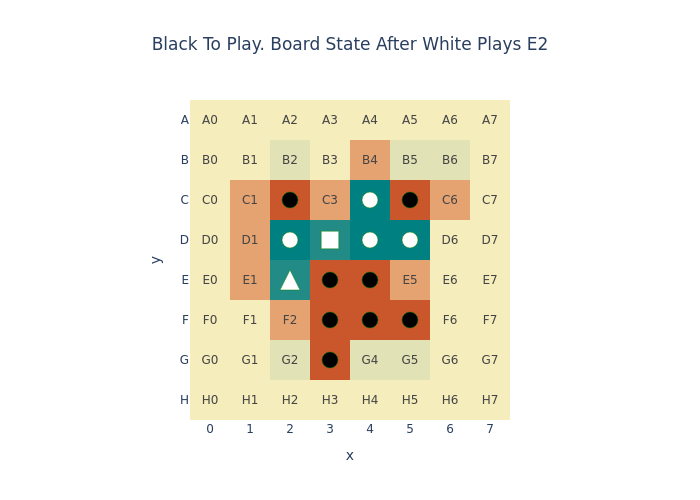 Black To Play. Board State After White Plays E2
A A0 A1 A2 A3 A4 A5 A6 A7
B B0 B1 B2 B3 B4 B5 B6 B7
C C0 C1 C3 C6 C7
y D D0 D1 D6 D7
E E0 E1 E5 E6 E7
F F0 F1 F2 F6 F7
G G0 G1 G2 G4 G5 G6 G7
H H0 H1 H2 H3 H4 H5 H6 H7
0 1 2 3 4 5 6 7
x